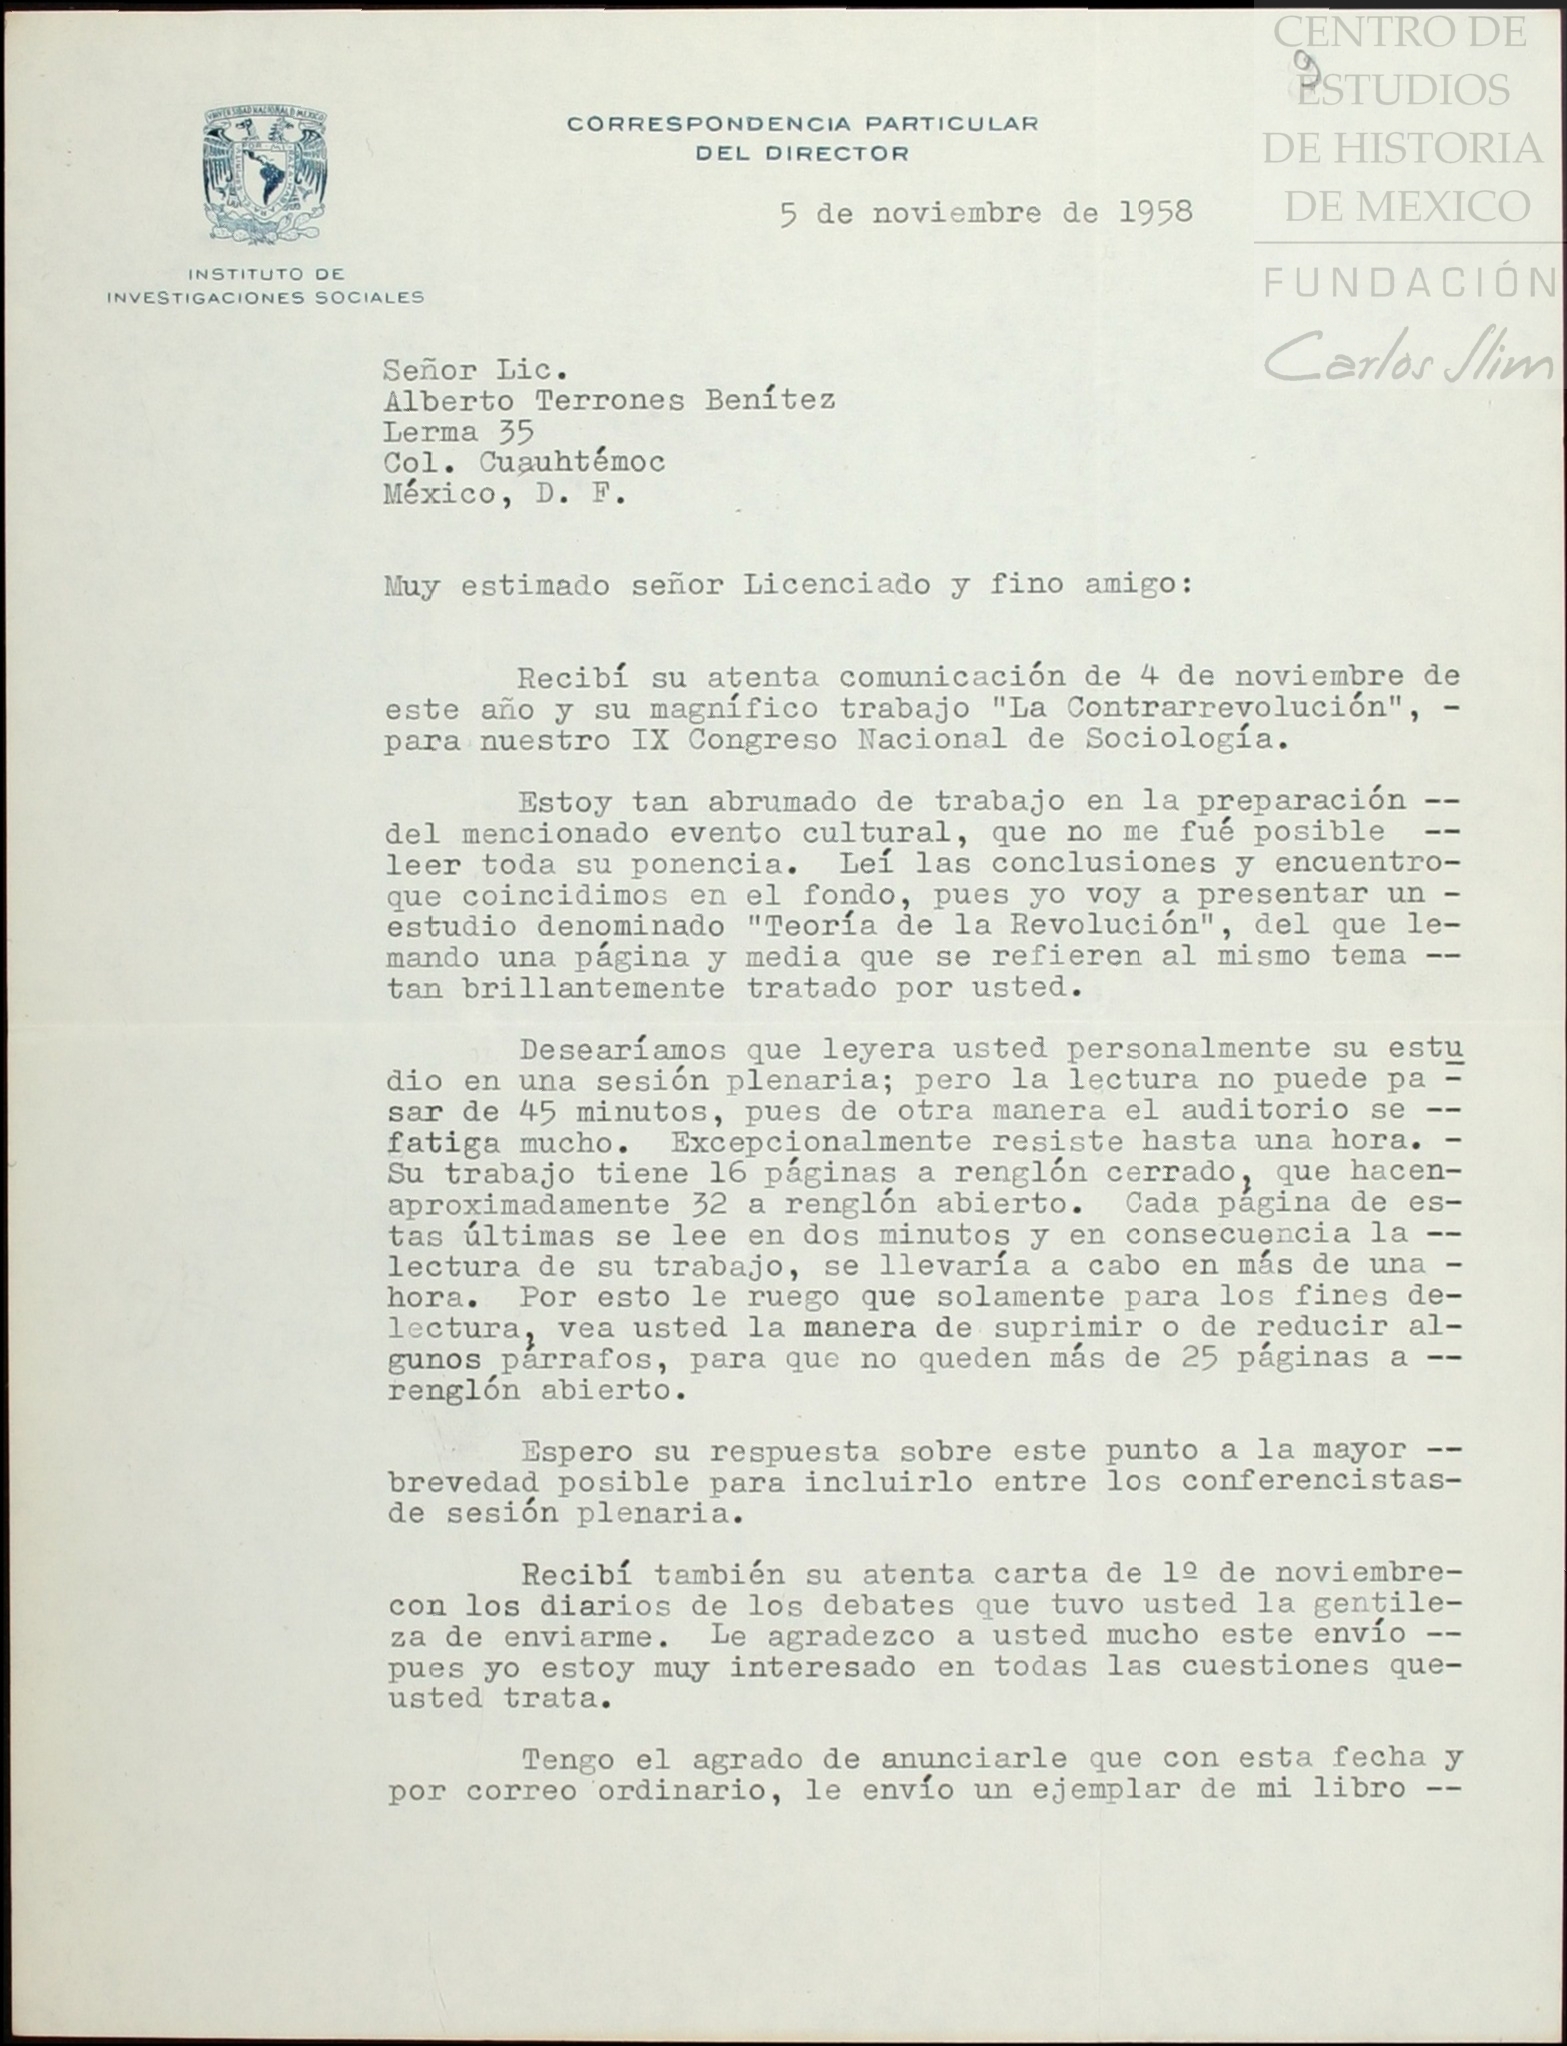 CENTRO DE
ESTUDIOS
DE HISTORIA
DE MEXICO
FUNDACIÓN
Carlos Slim
9
UNIVERSIDAD NACIONAL D MEXICO
CORRESPONDENCIA PARTICULAR
DEL DIRECTOR
5 de noviembre de 1958
INSTITUTO DE
INVESTIGACIONES SOCIALES
Señor Lic.
Alberto Terrones Benítez
Lerma 35
Col. Cuauhtémoc
México, D. F.
Muy estimado señor Licenciado y fino amigo:
Recibí su atenta comunicación de 4 de noviembre de
este año y su magnífico trabajo "La Contrarrevolución", -
para nuestro IX Congreso Nacional de Sociología.
Estoy tan abrumado de trabajo en la preparación --
del mencionado evento cultural, que no me fué posible --
leer toda su ponencia. Leí las conclusiones y encuentro-
que coincidimos en el fondo, pues yo voy a presentar un -
estudio denominado "Teoría de la Revolución", del que le-
mando una página y media que se refieren al mismo tema --
tan brillantemente tratado por usted.
Desearíamos que leyera usted personalmente su estu
dio en una sesión plenaria; pero la lectura no puede pa -
sar de 45 minutos, pues de otra manera el auditorio se --
fatiga mucho. Excepcionalmente resiste hasta una hora. -
Su trabajo tiene 16 páginas a renglón cerrado, que hacen-
aproximadamente 32 a renglón abierto. Cada página de es-
tas últimas se lee en dos minutos y en consecuencia la --
lectura de su trabajo, se llevaría a cabo en más de una -
hora. Por esto le ruego que solamente para los fines de-
lectura, vea usted la manera de suprimir o de reducir al-
gunos párrafos, para que no queden más de 25 páginas a --
renglón abierto.
Espero su respuesta sobre este punto a la mayor --
brevedad posible para incluirlo entre los conferencistas-
de sesión plenaria.
Recibí también su atenta carta de 1º de noviembre-
con los diarios de los debates que tuvo usted la gentile-
za de enviarme. Le agradezco a usted mucho este envío --
pues yo estoy muy interesado en todas las cuestiones que-
usted trata.
Tengo el agrado de anunciarle que con esta fecha y
por correo ordinario, le envío un ejemplar de mi libro --